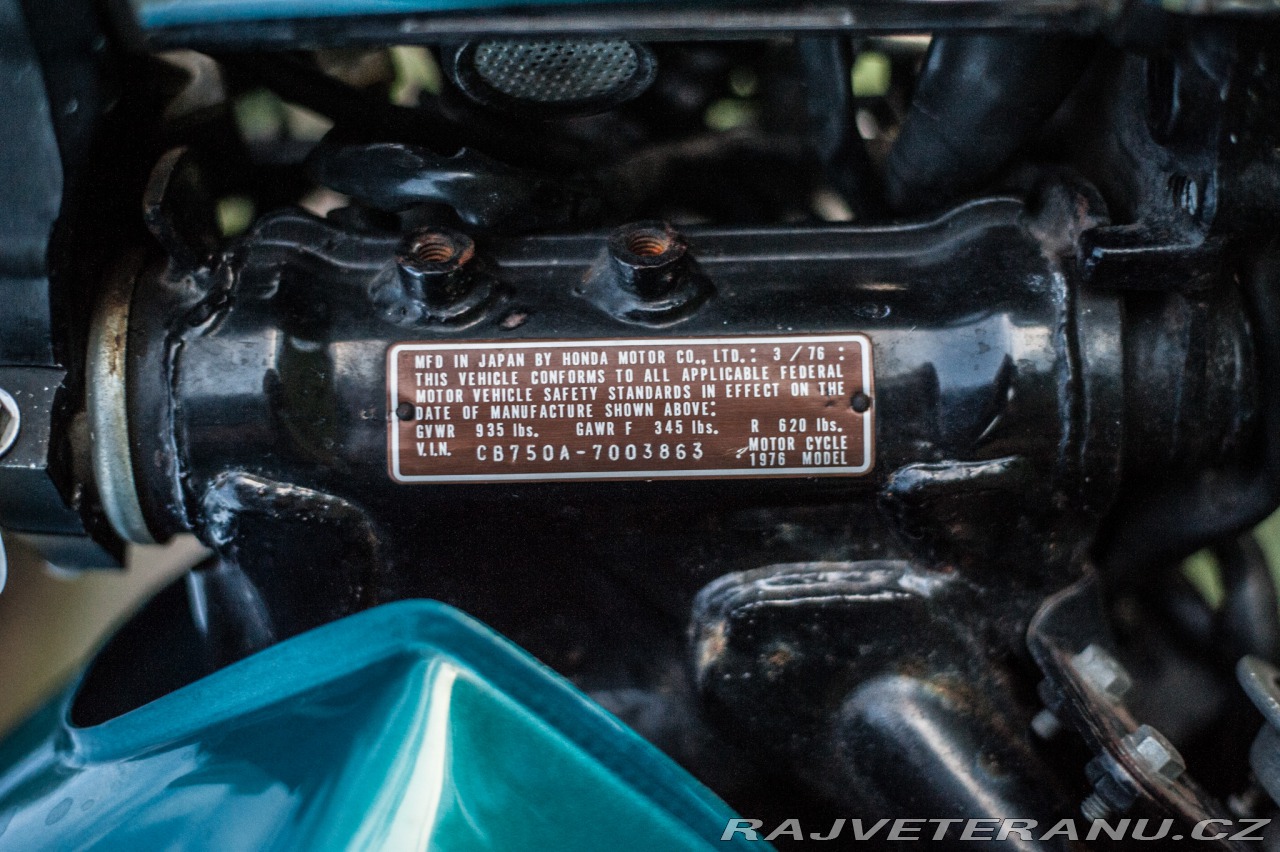 MFD IN JAPAN BY HONDA MOTOR CO., LTD.: 3 / 76 :
THIS VEHICLE CONFORMS TO ALL APPLICABLE FEDERAL
MOTOR VEHICLE SAFETY STANDARDS IN EFFECT ON THE
DATE OF MANUFACTURE SHOWN ABOVE:
GVWR 935 lbs. GAWR F 345 lbs. R 620 lbs.
V.I.N. CB750A-7003863 MOTOR CYCLE
1976 MODEL
RAJVETERANU.CZ